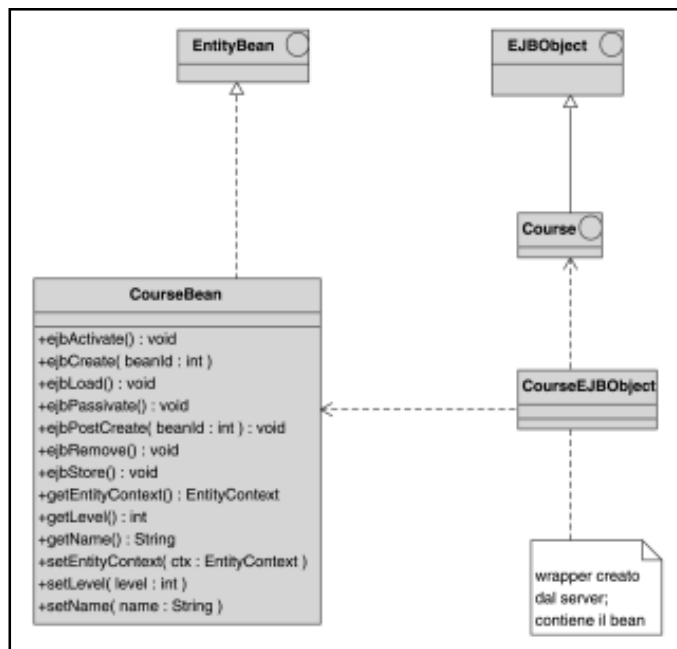 EntityBean
EJBObject
Course
CourseBean
+ejbActivate() : void
+ejbCreate( beanId : int )
+ejbLoad() : void
+ejbPassivate() : void
+ejbPostCreate( beanId : int ) : void
+ejbRemove() : void
+ejbStore() : void
+getEntityContext() : EntityContext
+getLevel() : int
+getName() : String
+setEntityContext( ctx : EntityContext )
+setLevel( level : int )
+setName( name : String )
CourseEJBObject
wrapper creato
dal server;
contiene il bean